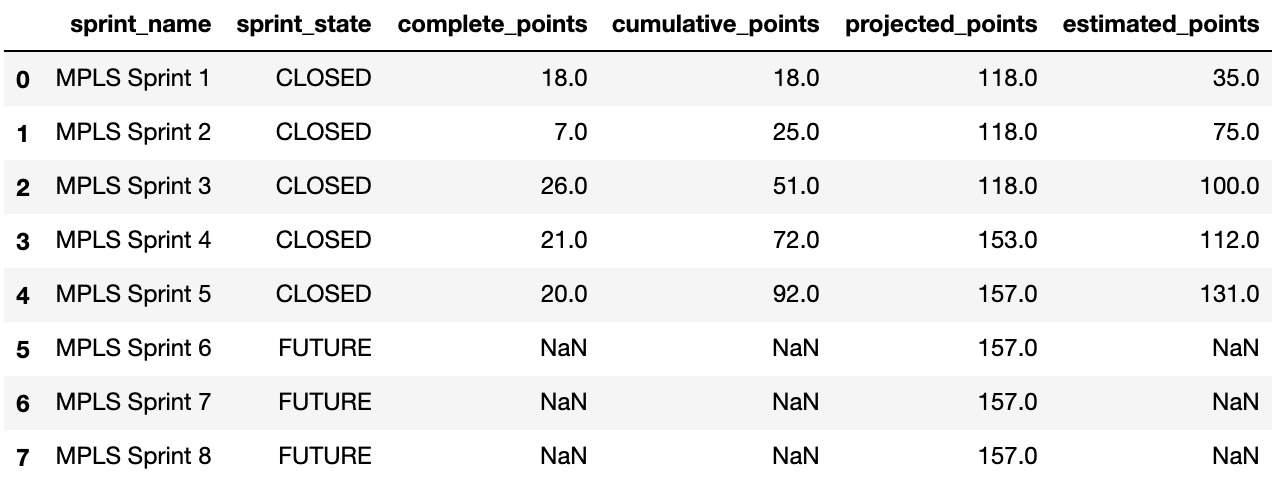 sprint_name sprint_state complete_points cumulative_points projected_points estimated_points
0 MPLS Sprint 1 CLOSED 18.0 18.0 118.0 35.0
1 MPLS Sprint 2 CLOSED 7.0 25.0 118.0 75.0
2 MPLS Sprint 3 CLOSED 26.0 51.0 118.0 100.0
3 MPLS Sprint 4 CLOSED 21.0 72.0 153.0 112.0
4 MPLS Sprint 5 CLOSED 20.0 92.0 157.0 131.0
5 MPLS Sprint 6 FUTURE NaN NaN 157.0 NaN
6 MPLS Sprint 7 FUTURE NaN NaN 157.0 NaN
7 MPLS Sprint 8 FUTURE NaN NaN 157.0 NaN